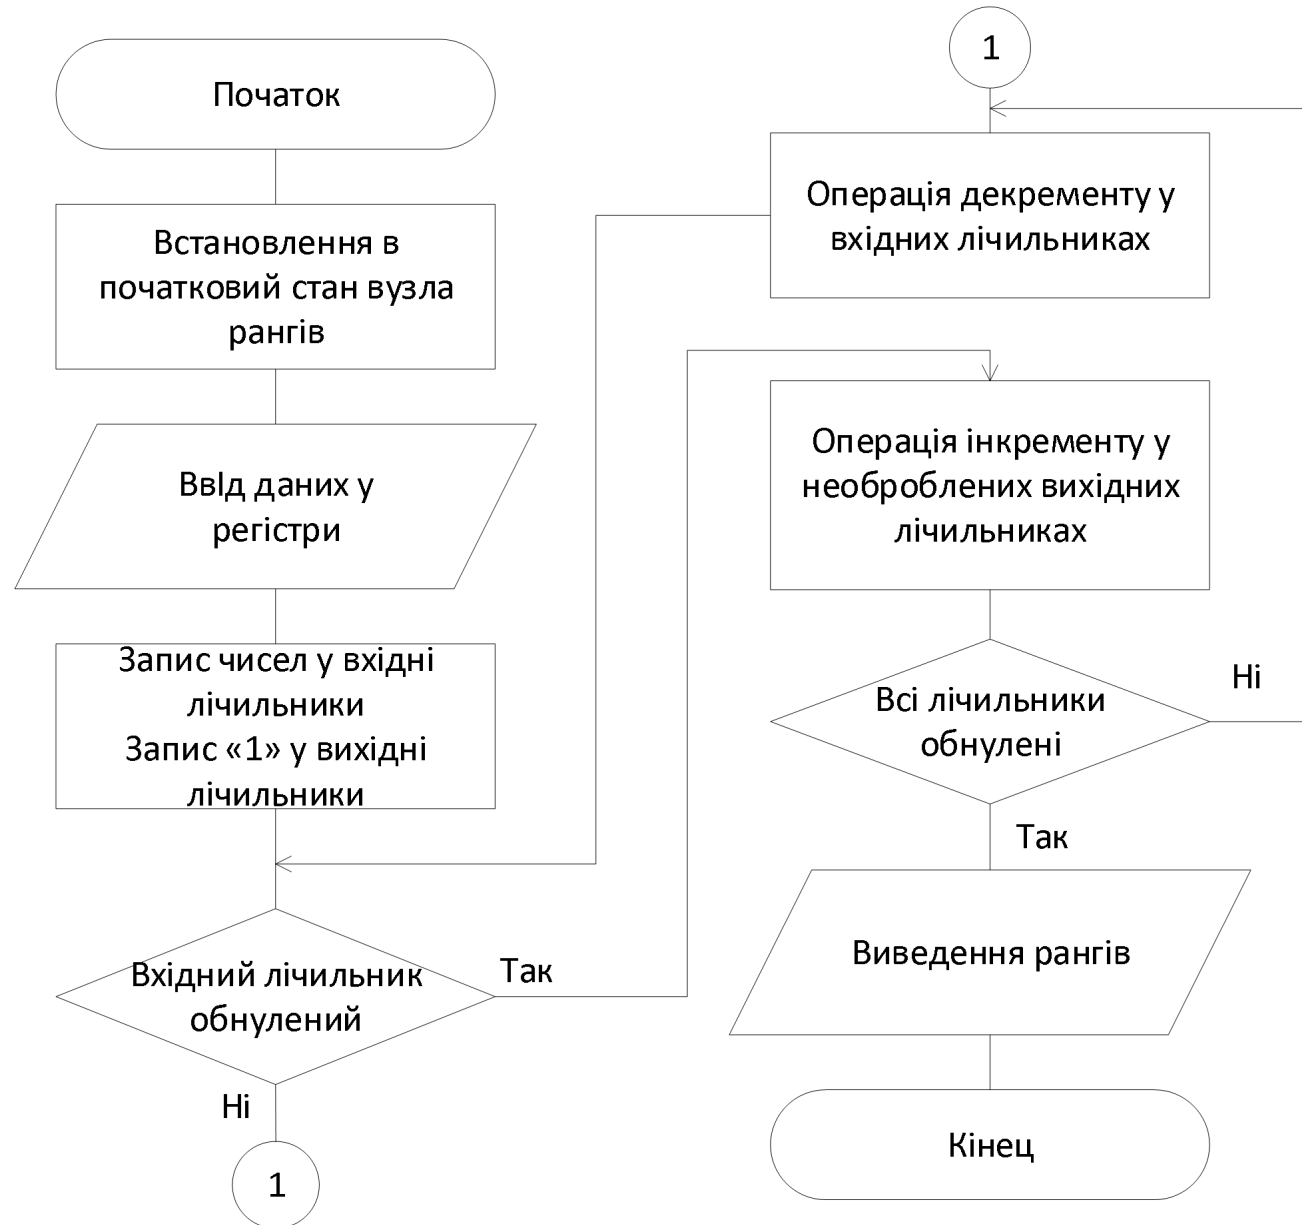 Початок
Встановлення в
початковий стан вузла
рангів
ВвІд даних у
регістри
Запис чисел у вхідні
лічильники
Запис «1» у вихідні
лічильники
Вхідний лічильник
обнулений
Так
Ні
1
1
Операція декременту у
вхідних лічильниках
Операція інкременту у
необроблених вихідних
лічильниках
Всі лічильники
обнулені
Ні
Так
Виведення рангів
Кінец